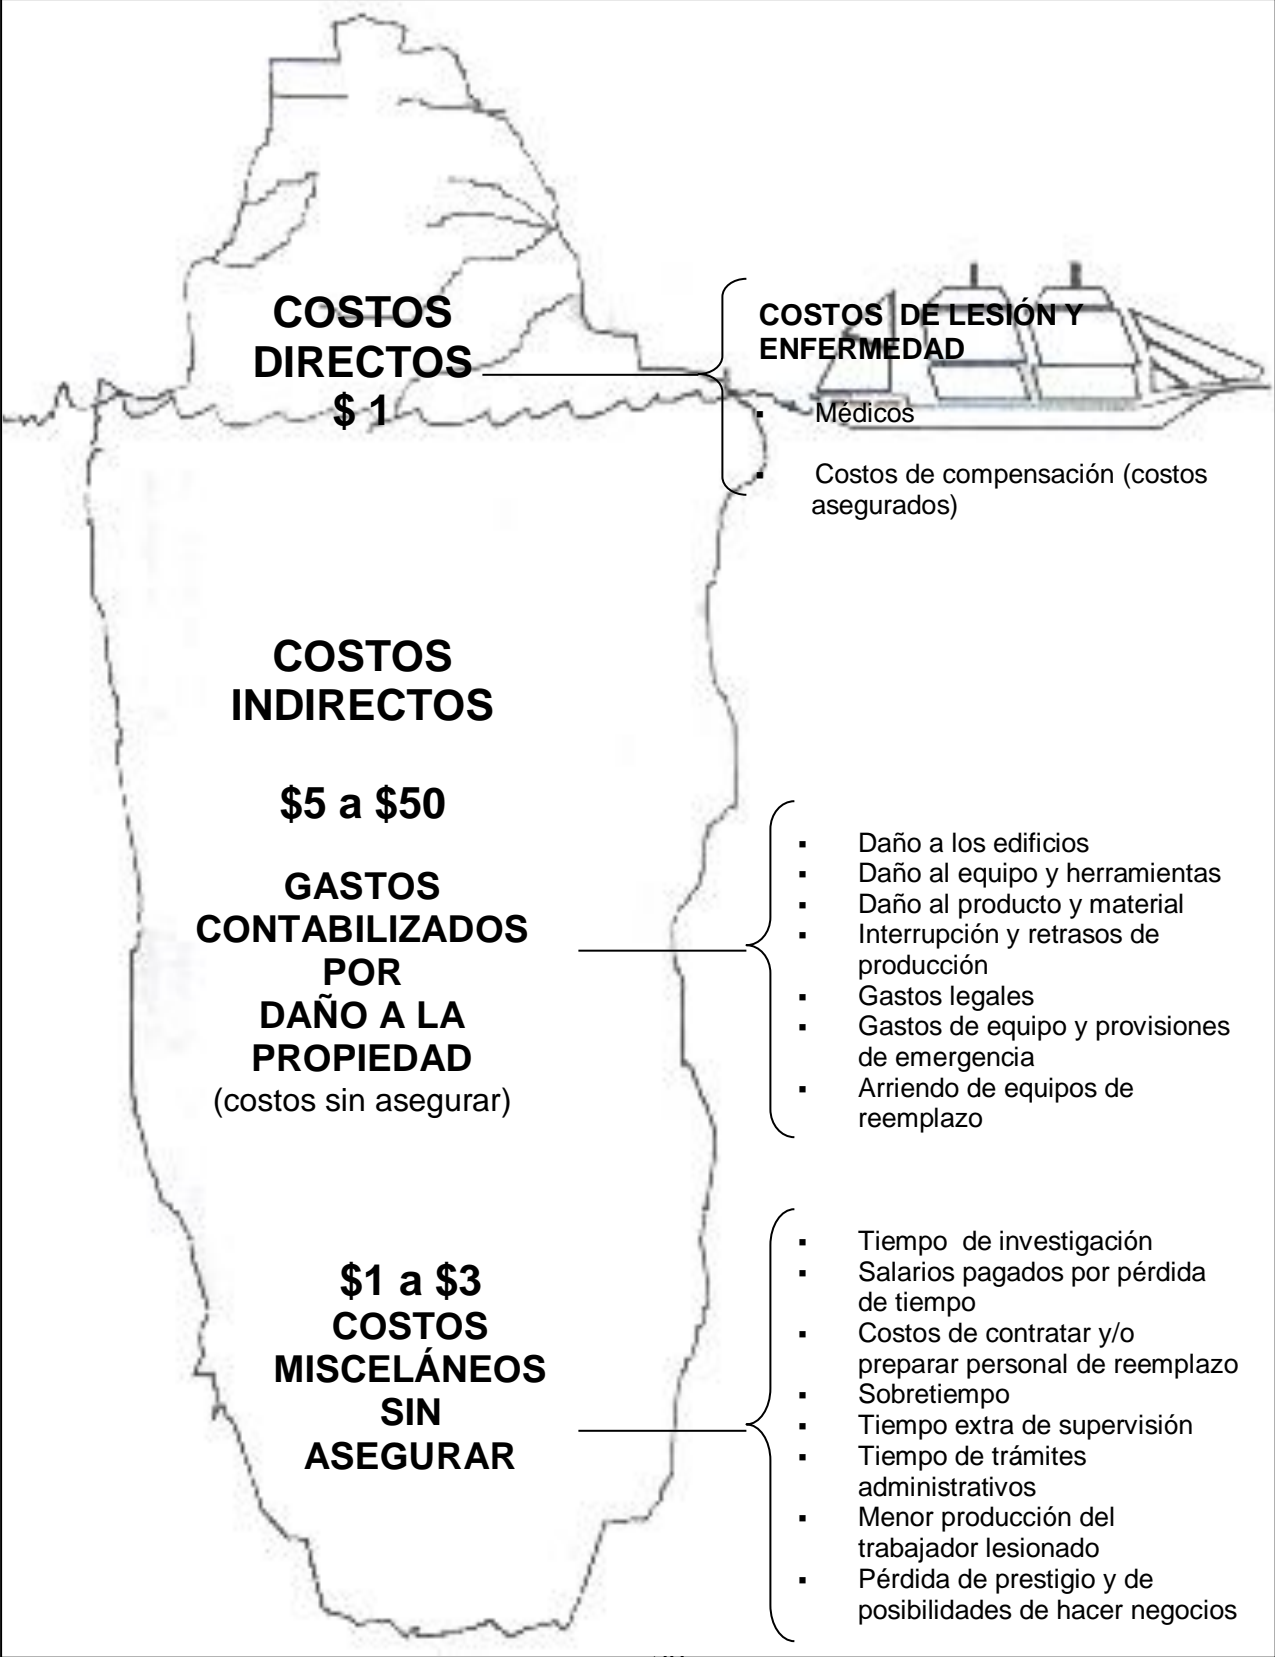 COSTOS
DIRECTOS
$ 1
COSTOS DE LESIÓN Y
ENFERMEDAD
▪ Médicos
▪ Costos de compensación (costos
asegurados)
COSTOS
INDIRECTOS
$5 a $50
GASTOS
CONTABILIZADOS
POR
DAÑO A LA
PROPIEDAD
(costos sin asegurar)
▪ Daño a los edificios
▪ Daño al equipo y herramientas
▪ Daño al producto y material
▪ Interrupción y retrasos de
producción
▪ Gastos legales
▪ Gastos de equipo y provisiones
de emergencia
▪ Arriendo de equipos de
reemplazo
$1 a $3
COSTOS
MISCELÁNEOS
SIN
ASEGURAR
▪ Tiempo de investigación
▪ Salarios pagados por pérdida
de tiempo
▪ Costos de contratar y/o
preparar personal de reemplazo
▪ Sobretiempo
▪ Tiempo extra de supervisión
▪ Tiempo de trámites
administrativos
▪ Menor producción del
trabajador lesionado
▪ Pérdida de prestigio y de
posibilidades de hacer negocios